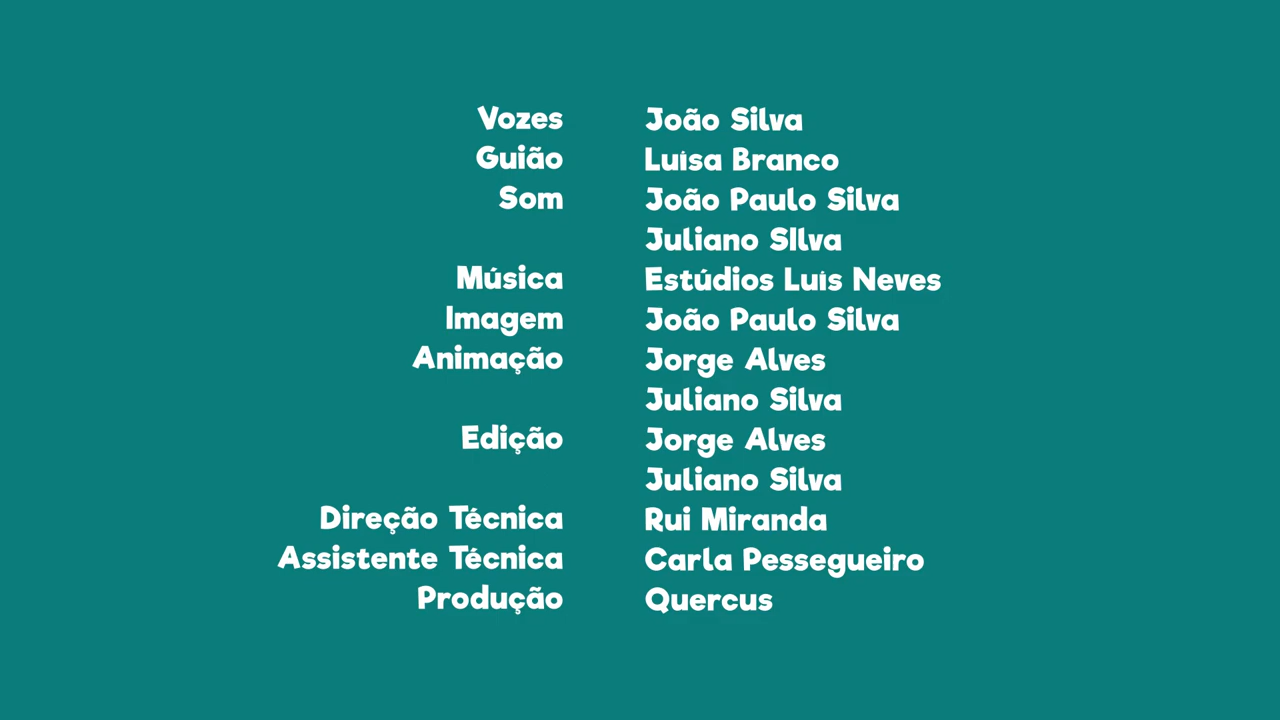 Vozes João Silva
Guião Luísa Branco
Som João Paulo Silva
Juliano SIlva
Música Estúdios Luís Neves
Imagem João Paulo Silva
Animação Jorge Alves
Juliano Silva
Edição Jorge Alves
Juliano Silva
Direção Técnica Rui Miranda
Assistente Técnica Carla Pessegueiro
Produção Quercus